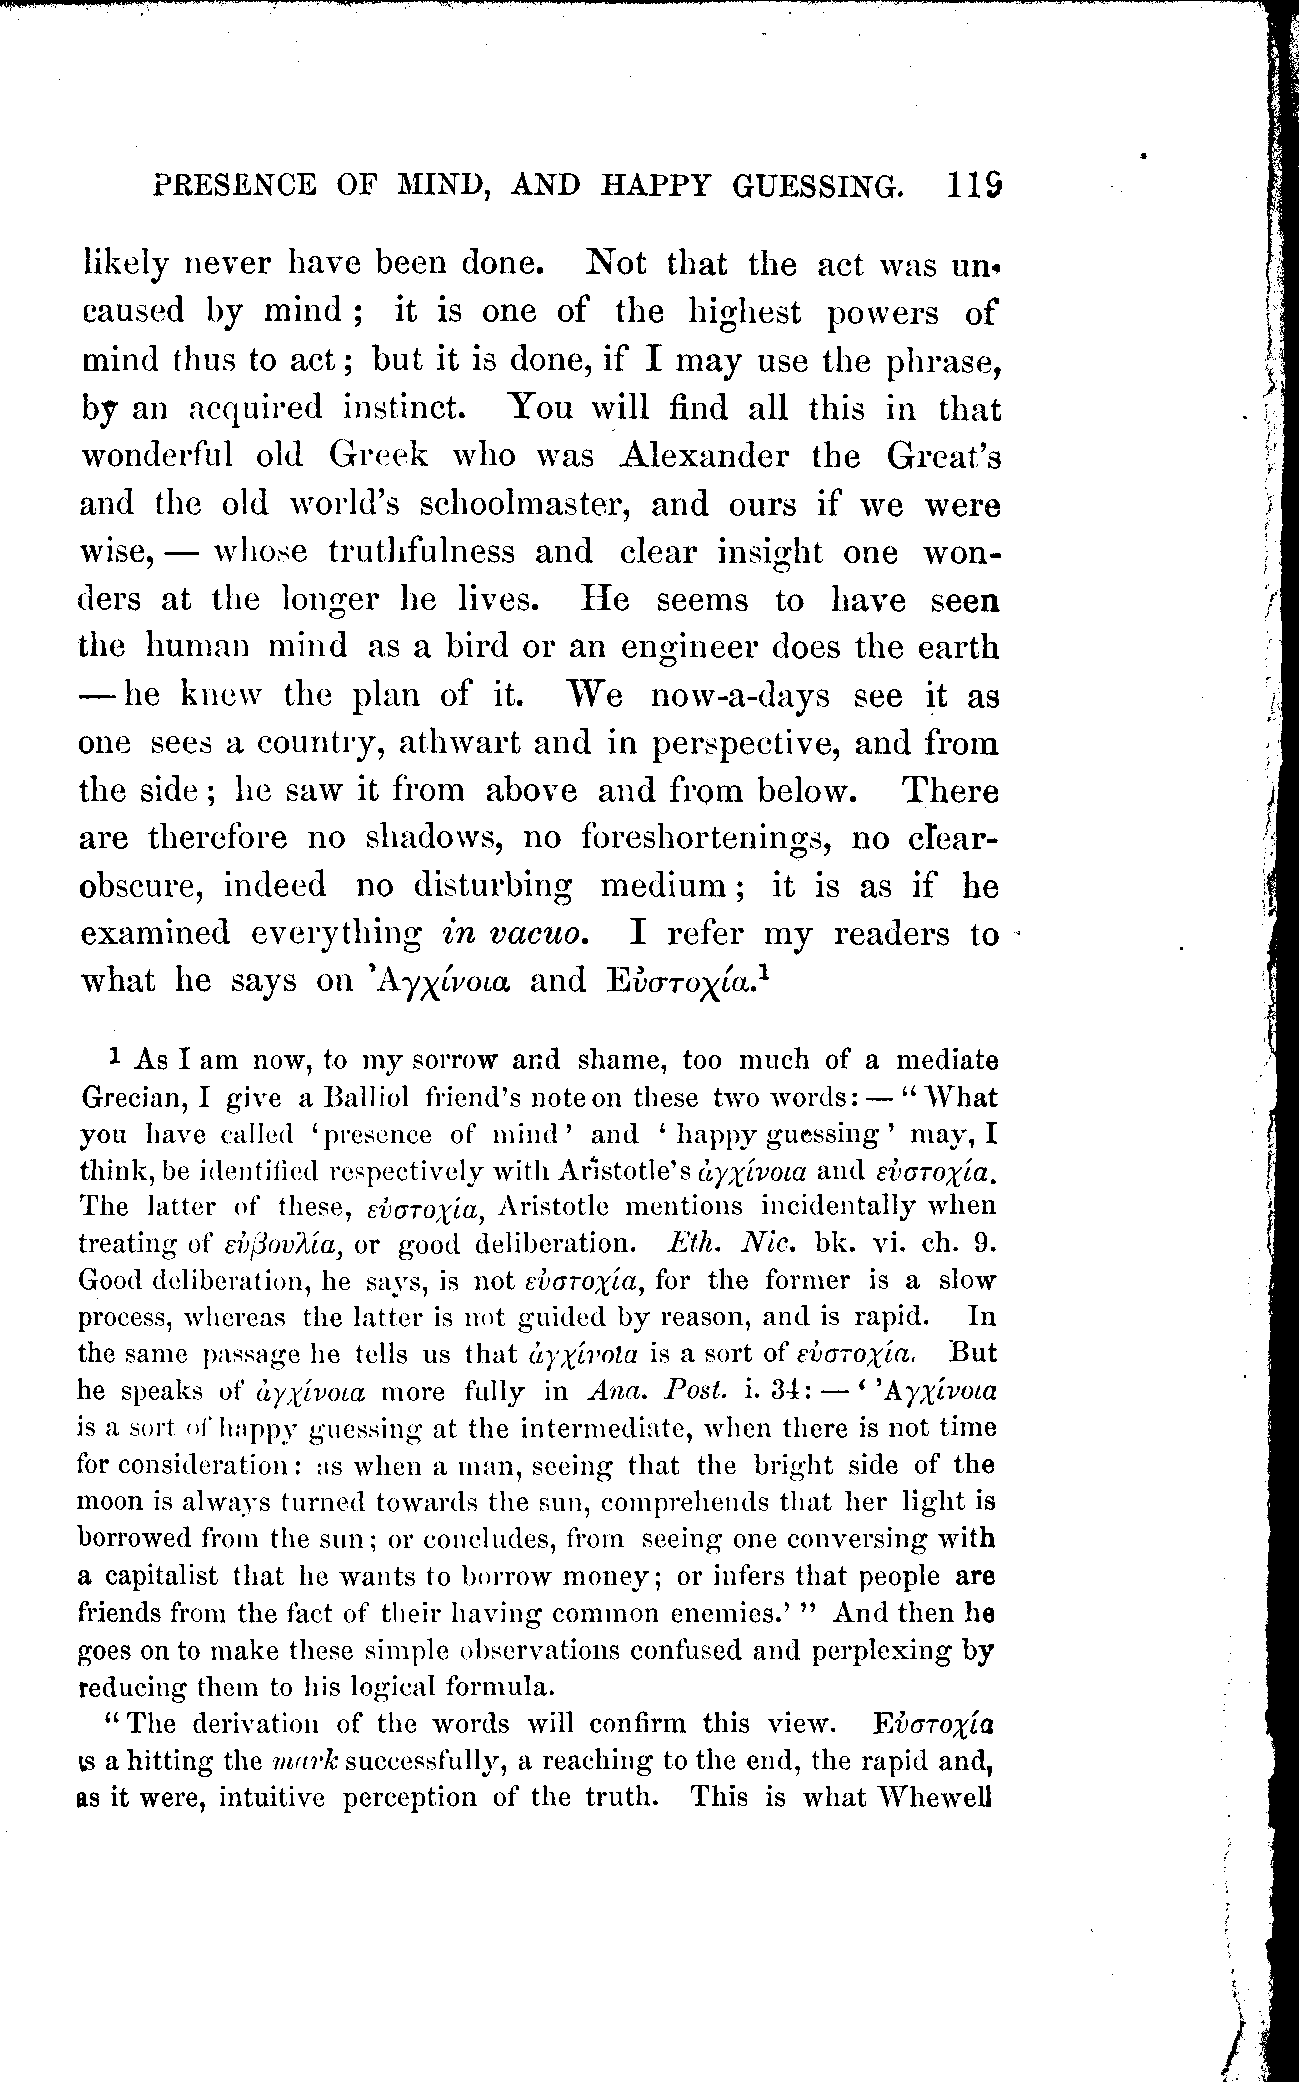 PRESENCE OF MIND, AND HAPPY GUESSING. 119
likely never have been done. Not that the act was un-
caused by mind ; it is one of the highest powers of
mind thus to act ; but it is done, if I may use the phrase,
by an acquired instinct. You will find all this in that
wonderful old Greek who was Alexander the Great's
and the old world's schoolmaster, and ours if we were
wise, — whose truthfulness and clear insight one won-
ders at the longer he lives. He seems to have seen
the human mind as a bird or an engineer does the earth
— he knew the plan of it. We now-a-days see it as
one sees a country, athwart and in perspective, and from
the side ; he saw it from above and from below. There
are therefore no shadows, no foreshortenings, no clear-
obscure, indeed no disturbing medium ; it is as if he
examined everything in vacuo. I refer my readers to
what he says on Ἀγχίνοια and Εὐστοχία.¹
¹ As I am now, to my sorrow and shame, too much of a mediate
Grecian, I give a Balliol friend's note on these two words: — "What
you have called 'presence of mind' and 'happy guessing' may, I
think, be identified respectively with Aristotle's ἀγχίνοια and εὐστοχία.
The latter of these, εὐστοχία, Aristotle mentions incidentally when
treating of εὐβουλία, or good deliberation. Eth. Nic. bk. vi. ch. 9.
Good deliberation, he says, is not εὐστοχία, for the former is a slow
process, whereas the latter is not guided by reason, and is rapid. In
the same passage he tells us that ἀγχίνοια is a sort of εὐστοχία. But
he speaks of ἀγχίνοια more fully in Ana. Post. i. 34: — ' Ἀγχίνοια
is a sort of happy guessing at the intermediate, when there is not time
for consideration: as when a man, seeing that the bright side of the
moon is always turned towards the sun, comprehends that her light is
borrowed from the sun; or concludes, from seeing one conversing with
a capitalist that he wants to borrow money; or infers that people are
friends from the fact of their having common enemies.' " And then he
goes on to make these simple observations confused and perplexing by
reducing them to his logical formula.
"The derivation of the words will confirm this view. Εὐστοχία
is a hitting the mark successfully, a reaching to the end, the rapid and,
as it were, intuitive perception of the truth. This is what Whewell